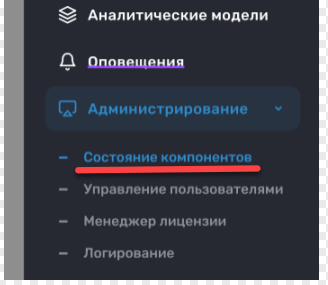 Аналитические модели
Оповещения
Администрирование
– Состояние компонентов
– Управление пользователями
– Менеджер лицензии
– Логирование